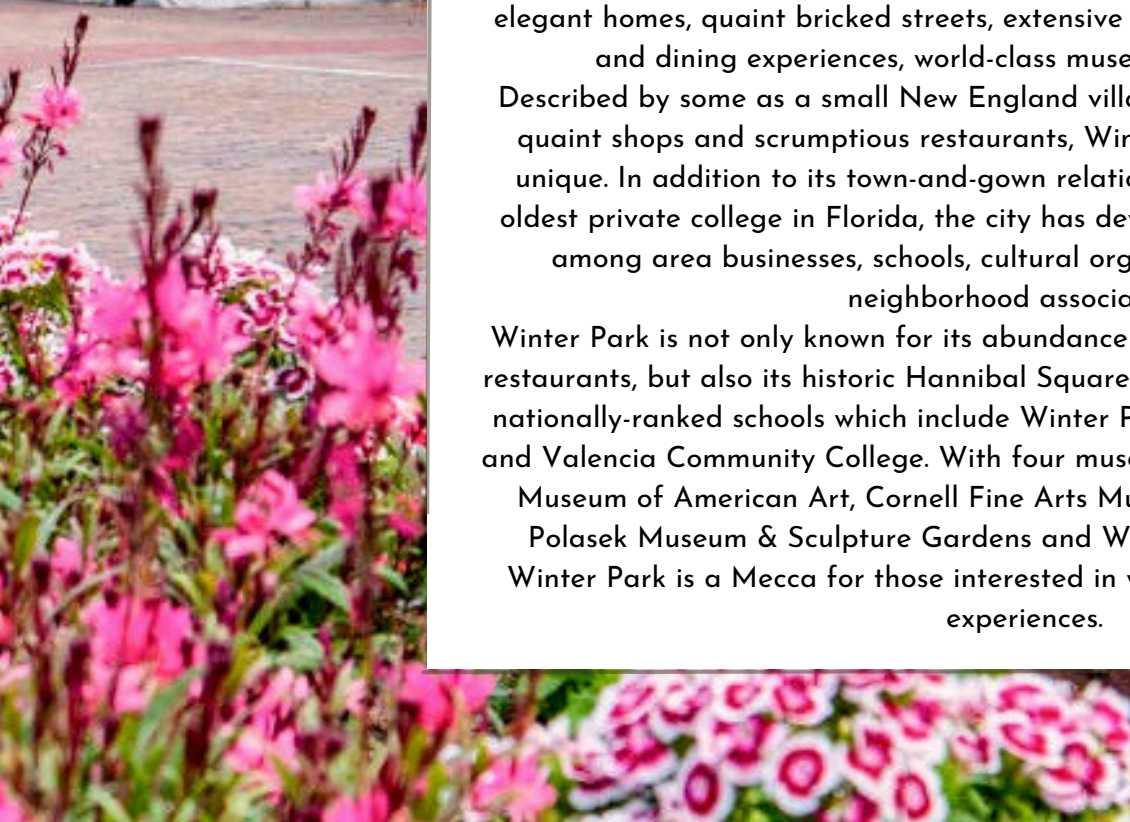 elegant homes, quaint bricked streets, extensive
and dining experiences, world-class muse
Described by some as a small New England villa
quaint shops and scrumptious restaurants, Win
unique. In addition to its town-and-gown relatio
oldest private college in Florida, the city has dev
among area businesses, schools, cultural org
neighborhood associa
Winter Park is not only known for its abundance
restaurants, but also its historic Hannibal Square
nationally-ranked schools which include Winter P
and Valencia Community College. With four muse
Museum of American Art, Cornell Fine Arts Mu
Polasek Museum & Sculpture Gardens and W
Winter Park is a Mecca for those interested in v
experiences.